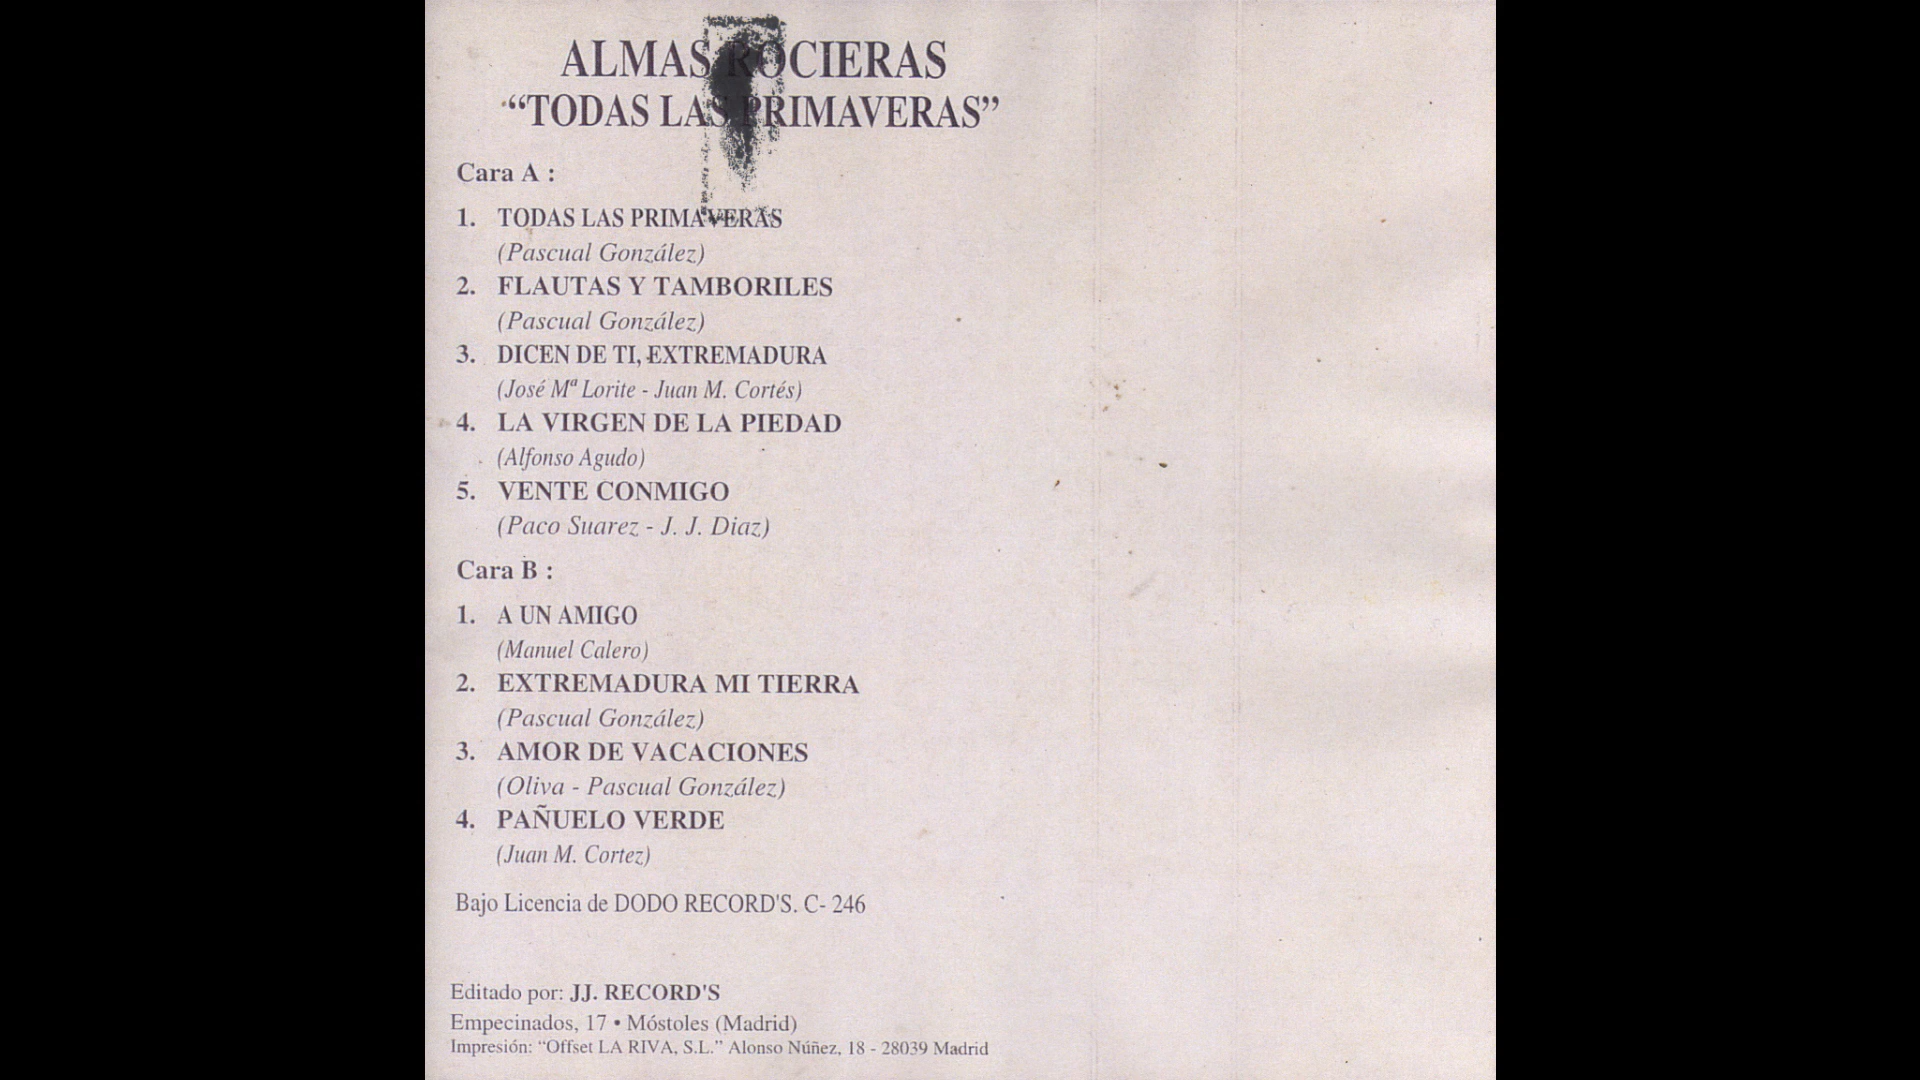 ALMAS ROCIERAS
“TODAS LAS PRIMAVERAS”
Cara A :
1. TODAS LAS PRIMAVERAS
(Pascual González)
2. FLAUTAS Y TAMBORILES
(Pascual González)
3. DICEN DE TI, EXTREMADURA
(José Mª Lorite - Juan M. Cortés)
4. LA VIRGEN DE LA PIEDAD
(Alfonso Agudo)
5. VENTE CONMIGO
(Paco Suarez - J. J. Diaz)
Cara B :
1. A UN AMIGO
(Manuel Calero)
2. EXTREMADURA MI TIERRA
(Pascual González)
3. AMOR DE VACACIONES
(Oliva - Pascual González)
4. PAÑUELO VERDE
(Juan M. Cortez)
Bajo Licencia de DODO RECORD'S. C- 246
Editado por: JJ. RECORD'S
Empecinados, 17 • Móstoles (Madrid)
Impresión: “Offset LA RIVA, S.L.” Alonso Núñez, 18 - 28039 Madrid